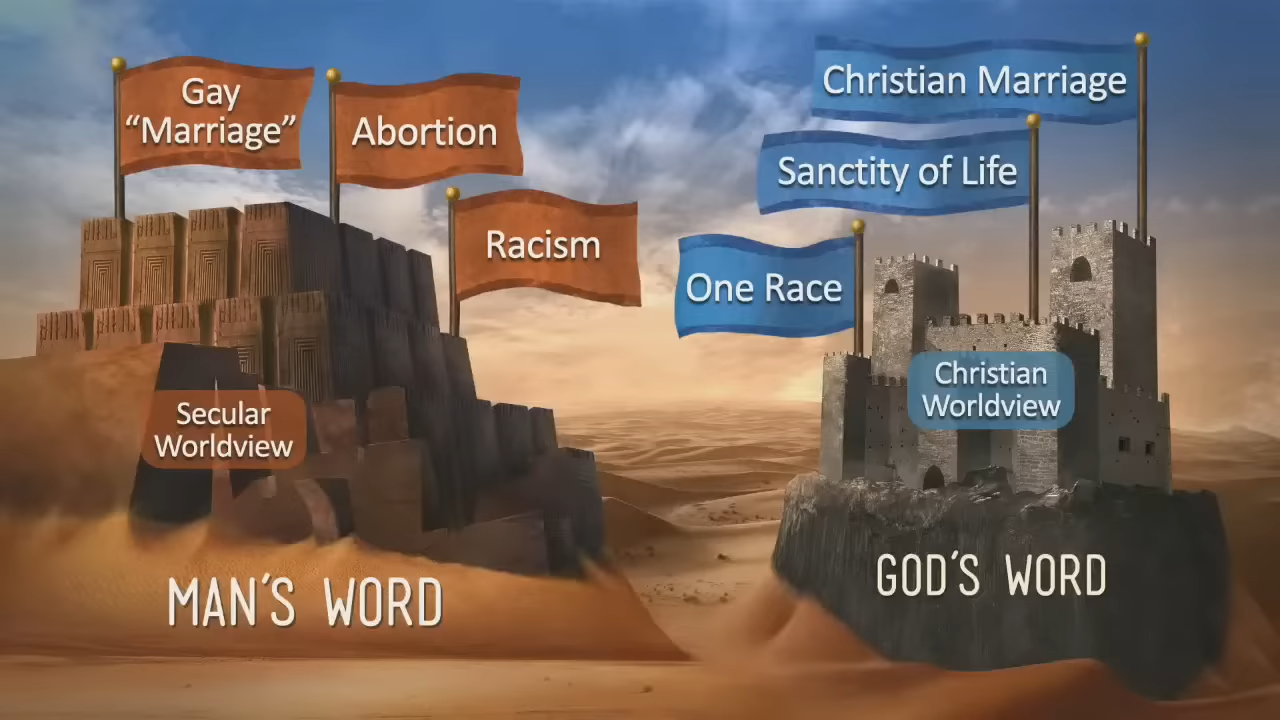 Gay
“Marriage”
Abortion
Racism
Secular
Worldview
MAN'S WORD
Christian Marriage
Sanctity of Life
One Race
Christian
Worldview
GOD'S WORD